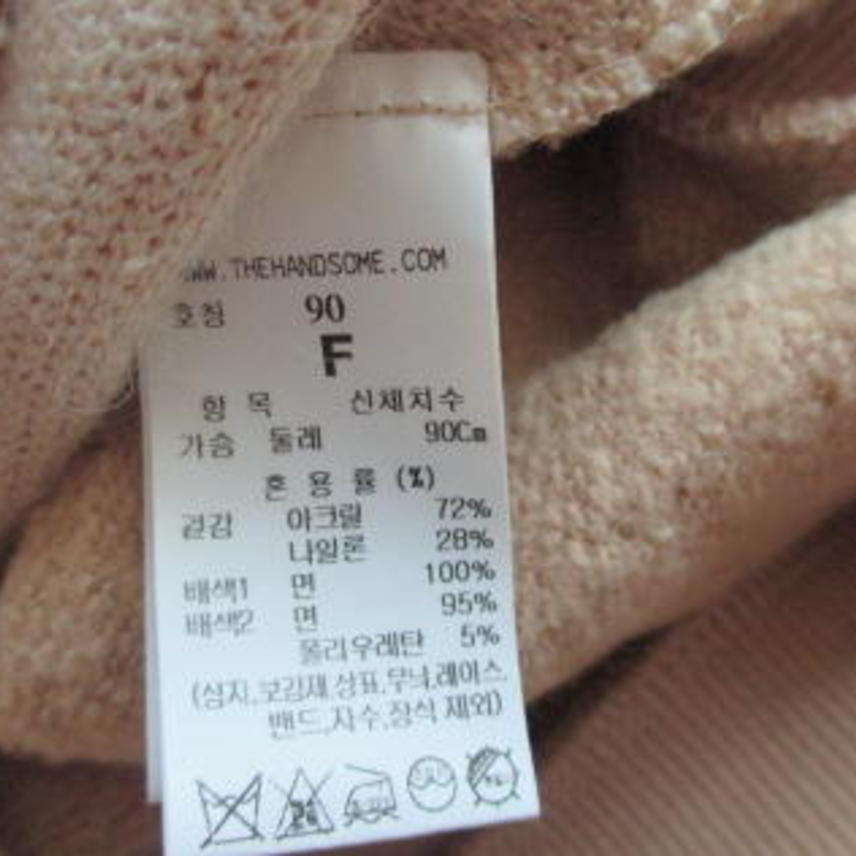 WW.THEHANDSOME.COM
호칭 90
F
항 목 신체치수
가슴 둘레 90Cm
혼 용 률 (%)
겉감 아크릴 72%
나일론 28%
배색1 면 100%
배색2 면 95%
폴리우레탄 5%
(심지,보강재,상표,무늬,레이스,
밴드,자수,장식 제외)